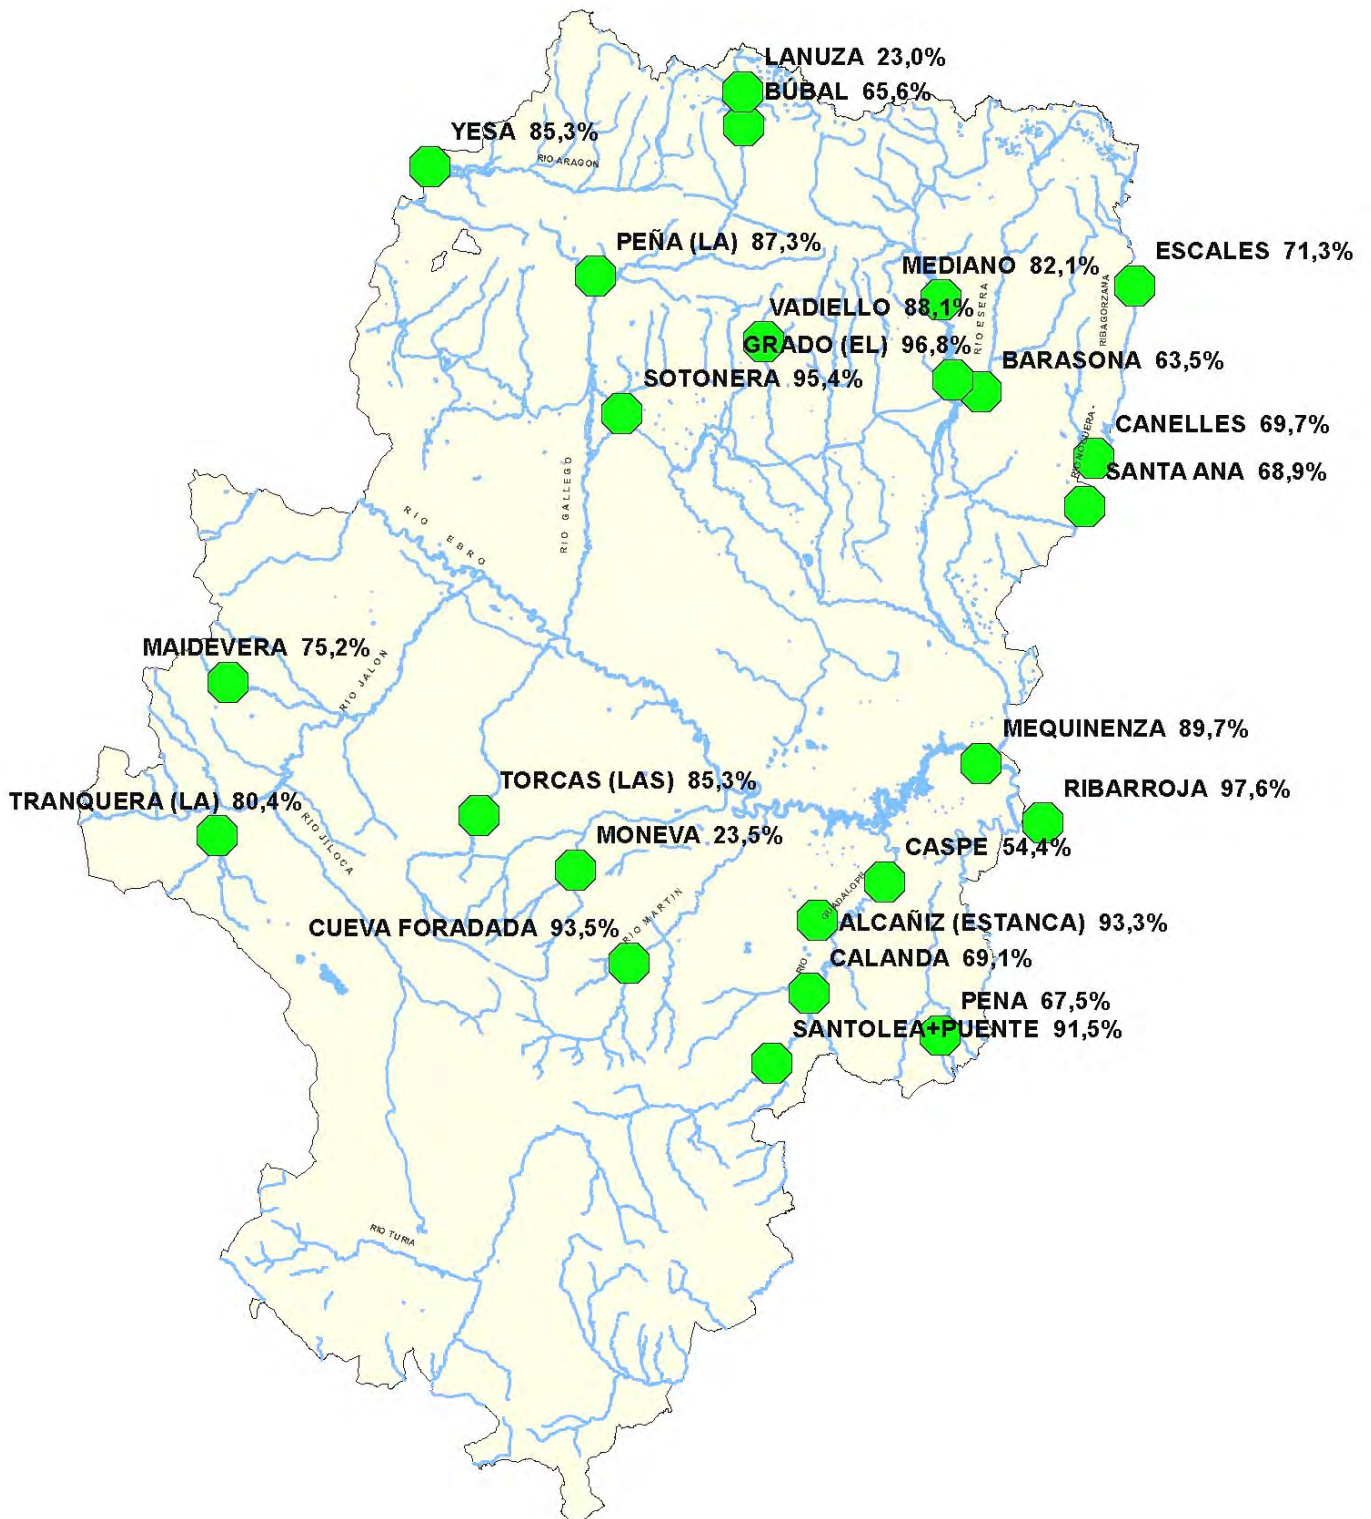 LANUZA 23,0%
BÚBAL 65,6%
YESA 85,3%
RIO ARAGON
PEÑA (LA) 87,3%
ESCALES 71,3%
MEDIANO 82,1%
RIBAGORZANA
VADIELLO 88,1%
RIO ESERA
GRADO (EL) 96,8%
BARASONA 63,5%
SOTONERA 95,4%
CANELLES 69,7%
RIO NOGUERA
SANTA ANA 68,9%
RIO GALLEGO
RIO EBRO
MAIDEVERA 75,2%
RIO JALON
MEQUINENZA 89,7%
TORCAS (LAS) 85,3%
RIBARROJA 97,6%
TRANQUERA (LA) 80,4%
RIO JILOCA
MONEVA 23,5%
CASPE 54,4%
GUADALOPE
RIO MARTIN
ALCAÑIZ (ESTANCA) 93,3%
CUEVA FORADADA 93,5%
CALANDA 69,1%
RIO
PENA 67,5%
SANTOLEA+PUENTE 91,5%
RIO TURIA